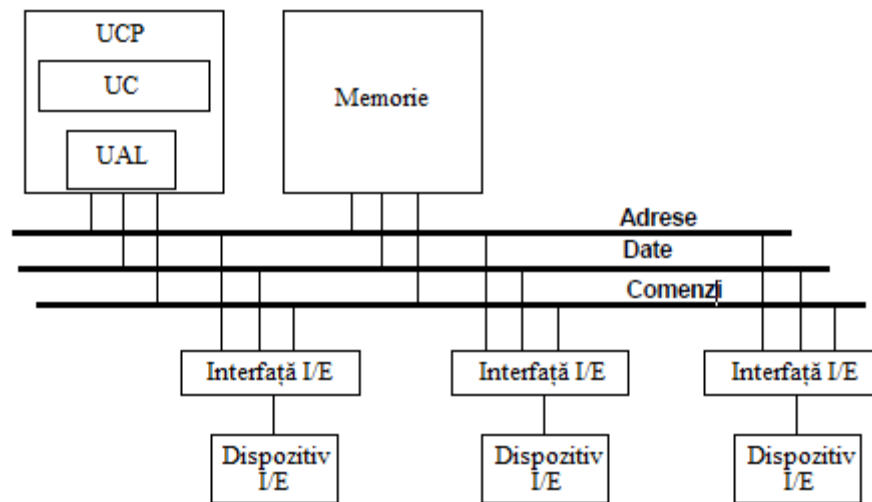 UCP
UC
UAL
Memorie
Adrese
Date
Comenzi
Interfață I/E
Interfață I/E
Interfață I/E
Dispozitiv
I/E
Dispozitiv
I/E
Dispozitiv
I/E